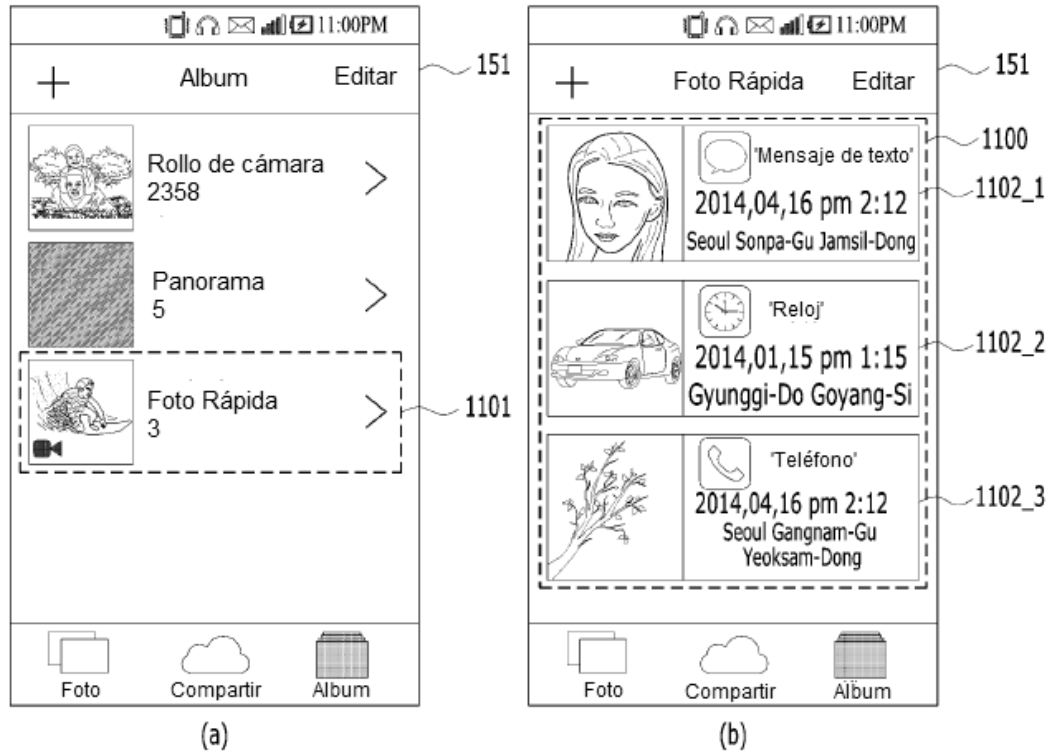 11:00PM
Album
Editar
151
Rollo de cámara
2358
Panorama
5
Foto Rápida
3
1101
Foto
Compartir
Album
(a)
11:00PM
Foto Rápida
Editar
151
1100
"Mensaje de texto"
1102_1
2014,04,16 pm 2:12
Seoul Sonpa-Gu Jamsil-Dong
"Reloj"
2014,01,15 pm 1:15
1102_2
Gyunggi-Do Goyang-Si
"Teléfono"
2014,04,16 pm 2:12
1102_3
Seoul Gangnam-Gu
Yeoksam-Dong
Foto
Compartir
Album
(b)